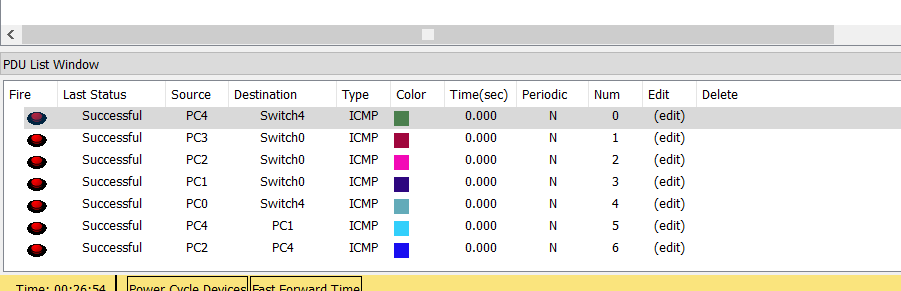 PDU List Window
Fire Last Status Source Destination Type Color Time(sec) Periodic Num Edit Delete
Successful PC4 Switch4 ICMP 0.000 N 0 (edit)
Successful PC3 Switch0 ICMP 0.000 N 1 (edit)
Successful PC2 Switch0 ICMP 0.000 N 2 (edit)
Successful PC1 Switch0 ICMP 0.000 N 3 (edit)
Successful PC0 Switch4 ICMP 0.000 N 4 (edit)
Successful PC4 PC1 ICMP 0.000 N 5 (edit)
Successful PC2 PC4 ICMP 0.000 N 6 (edit)
Time: 00:26:54 Power Cycle Devices Fast Forward Time